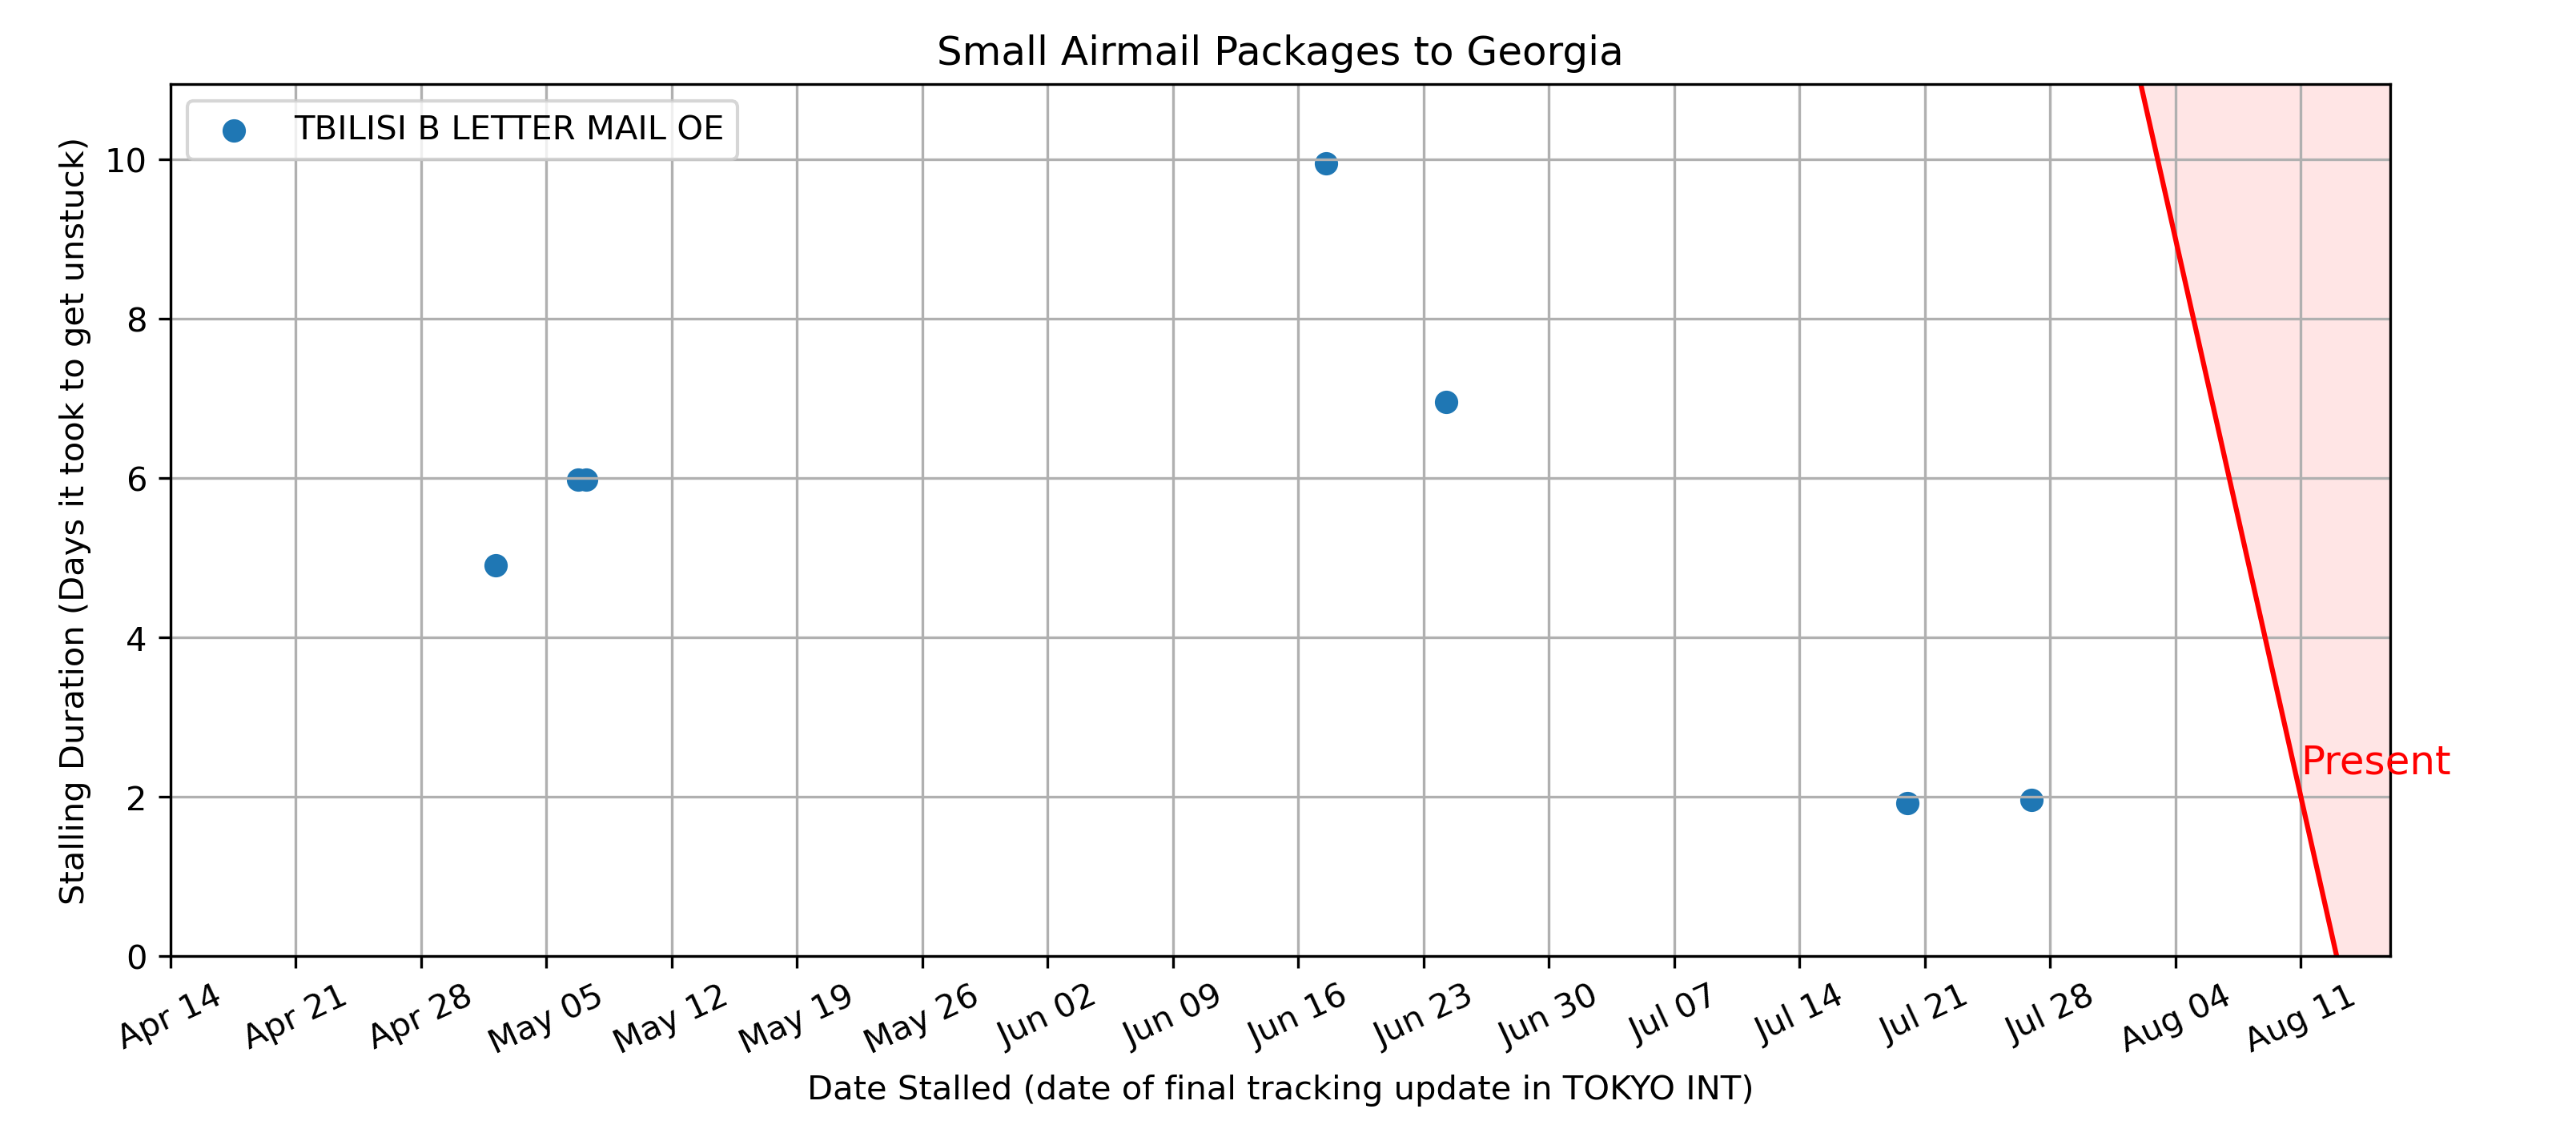 Small Airmail Packages to Georgia
TBILISI B LETTER MAIL OE
Stalling Duration (Days it took to get unstuck)
10
8
6
4
2
0
Present
Apr 14
Apr 21
Apr 28
May 05
May 12
May 19
May 26
Jun 02
Jun 09
Jun 16
Jun 23
Jun 30
Jul 07
Jul 14
Jul 21
Jul 28
Aug 04
Aug 11
Date Stalled (date of final tracking update in TOKYO INT)